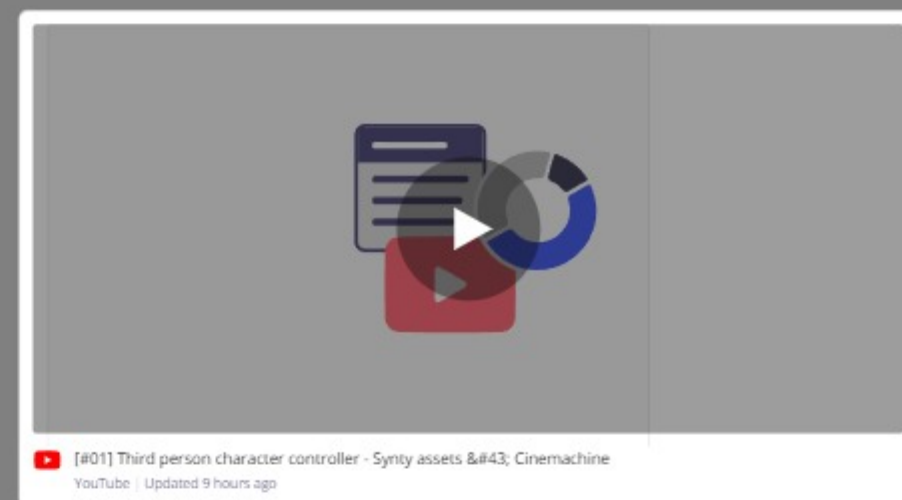 [#01] Third person character controller - Synty assets &#43; Cinemachine
YouTube | Updated 9 hours ago